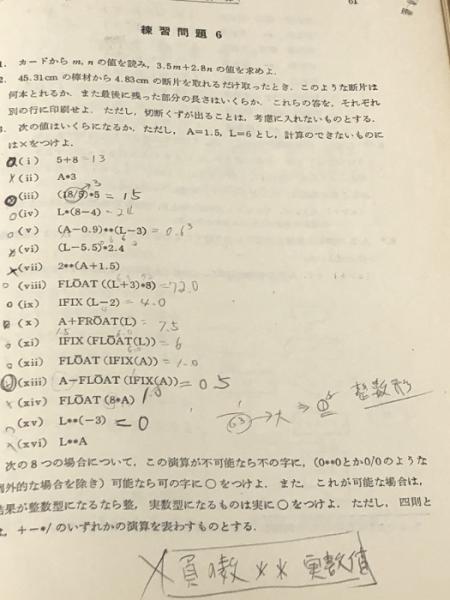 61
練習問題 6
1. カードから m, n の値を読み, 3.5m+2.8n の値を求めよ.
2. 45.31cm の棒材から 4.83cm の断片を取れるだけ取ったとき, このような断片は
何本とれるか. また最後に残った部分の長さはいくらか. これらの答を, それぞれ
別の行に印刷せよ. ただし, 切断くずが出ることは, 考慮に入れないものとする.
3. 次の値はいくらになるか. ただし, A=1.5, L=6 とし, 計算のできないものに
は×をつけよ.
(i) 5+8 = 13
(ii) A*3
(iii) (18/5)*5 = 15
(iv) L*(8-4) = 24
(v) (A-0.9)**(L-3) = 0.6³
(vi) (L-5.5)*2.4
(vii) 2**(A+1.5)
(viii) FLOAT ((L+3)*8) = 72.0
(ix) IFIX (L-2) = 4.0
(x) A+FROAT(L) = 7.5
(xi) IFIX (FLOAT(L)) = 6
(xii) FLOAT (IFIX(A)) = 1.0
(xiii) A-FLOAT (IFIX(A)) = 0.5
(xiv) FLOAT (8*A)
(xv) L**(-3) = 0
(xvi) L**A
整数形
次の8つの場合について, この演算が不可能なら不の字に, (0**0とか0/0のような
例外的な場合を除き) 可能なら可の字に○をつけよ. また, これが可能な場合は,
結果が整数型になるなら整, 実数型になるものは実に○をつけよ. ただし, 四則と
は, +-*/ のいずれかの演算を表わすものとする.
× 負の数 ** 実数値